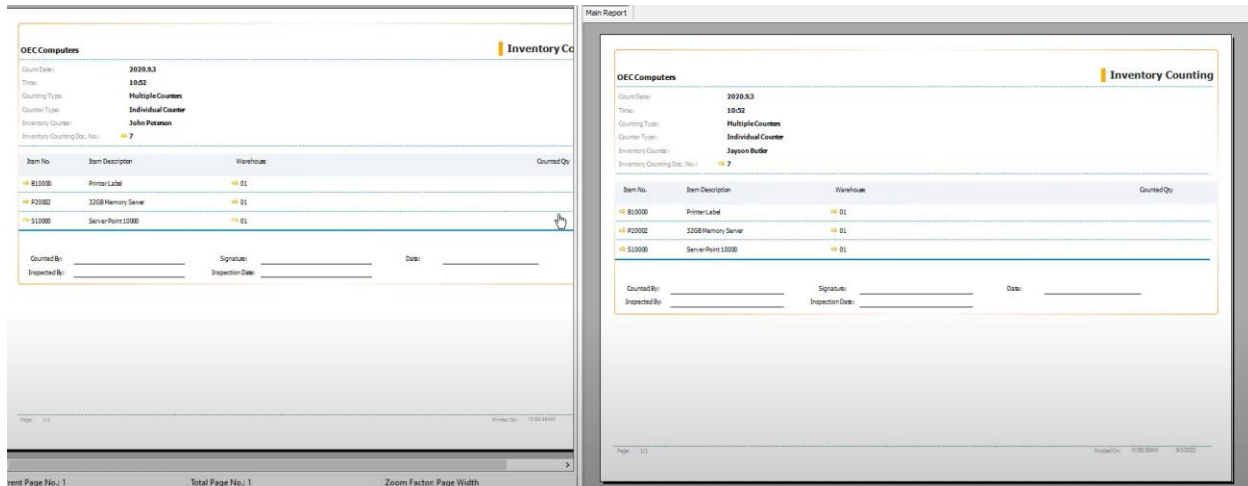 OEC Computers
Inventory Co
Count Date:
2020.9.3
Time:
10:52
Counting Type:
Multiple Counters
Counter Type:
Individual Counter
Inventory Counter:
John Peterson
Inventory Counting Doc. No.:
7
Item No.
Item Description
Warehouse
Counted Qty
B10000
Printer Label
01
P20002
32GB Memory Server
01
S10000
Server Point 10000
01
Counted By:
Signature:
Date:
Inspected By:
Inspection Date:
Page: 1/1
Printed On:
rent Page No.: 1
Total Page No.: 1
Zoom Factor: Page Width
Main Report
OEC Computers
Inventory Counting
Count Date:
2020.9.3
Time:
10:52
Counting Type:
Multiple Counters
Counter Type:
Individual Counter
Inventory Counter:
Jayson Butler
Inventory Counting Doc. No.:
7
Item No.
Item Description
Warehouse
Counted Qty
B10000
Printer Label
01
P20002
32GB Memory Server
01
S10000
Server Point 10000
01
Counted By:
Signature:
Date:
Inspected By:
Inspection Date:
Page: 1/1
Printed On: